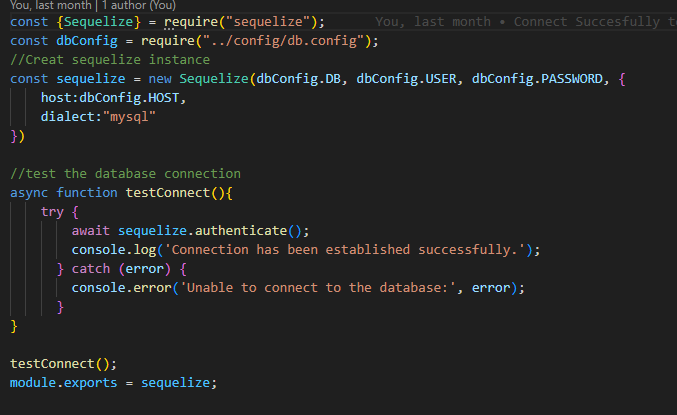 You, last month | 1 author (You)
const {Sequelize} = require("sequelize");     You, last month • Connect Succesfully t
const dbConfig = require("../config/db.config");
//Creat sequelize instance
const sequelize = new Sequelize(dbConfig.DB, dbConfig.USER, dbConfig.PASSWORD, {
    host:dbConfig.HOST,
    dialect:"mysql"
})

//test the database connection
async function testConnect(){
    try {
        await sequelize.authenticate();
        console.log('Connection has been established successfully.');
      } catch (error) {
        console.error('Unable to connect to the database:', error);
      }
}

testConnect();
module.exports = sequelize;